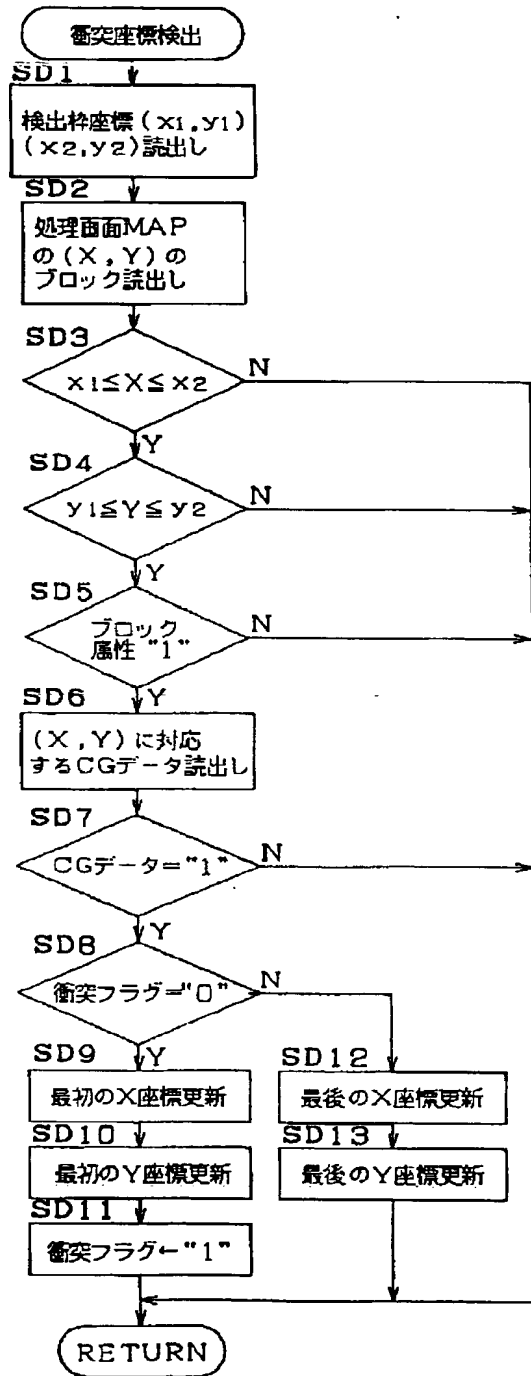 衝突座標検出
SD1
検出枠座標(x1,y1)
(x2,y2)読出し
SD2
処理画面MAP
の(X,Y)の
ブロック読出し
SD3
x1≤X≤x2
N
Y
SD4
y1≤Y≤y2
N
Y
SD5
ブロック
属性"1"
N
Y
SD6
(X,Y)に対応
するCGデータ読出し
SD7
CGデータ="1"
N
Y
SD8
衝突フラグ="0"
N
Y
SD9
最初のX座標更新
SD10
最初のY座標更新
SD11
衝突フラグ←"1"
SD12
最後のX座標更新
SD13
最後のY座標更新
RETURN